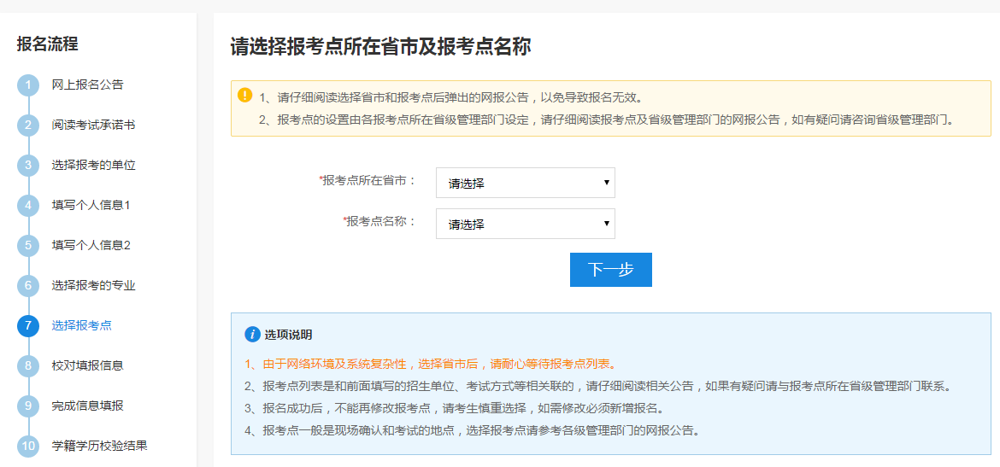 报名流程
1 网上报名公告
2 阅读考试承诺书
3 选择报考的单位
4 填写个人信息1
5 填写个人信息2
6 选择报考的专业
7 选择报考点
8 校对填报信息
9 完成信息填报
10 学籍学历校验结果
请选择报考点所在省市及报考点名称
1、请仔细阅读选择省市和报考点后弹出的网报公告，以免导致报名无效。
2、报考点的设置由各报考点所在省级管理部门设定，请仔细阅读报考点及省级管理部门的网报公告，如有疑问请咨询省级管理部门。
*报考点所在省市： 请选择
*报考点名称： 请选择
下一步
选项说明
1、由于网络环境及系统复杂性，选择省市后，请耐心等待报考点列表。
2、报考点列表是和前面填写的招生单位、考试方式等相关联的，请仔细阅读相关公告，如果有疑问请与报考点所在省级管理部门联系。
3、报名成功后，不能再修改报考点，请考生慎重选择，如需修改必须新增报名。
4、报考点一般是现场确认和考试的地点，选择报考点请参考各级管理部门的网报公告。